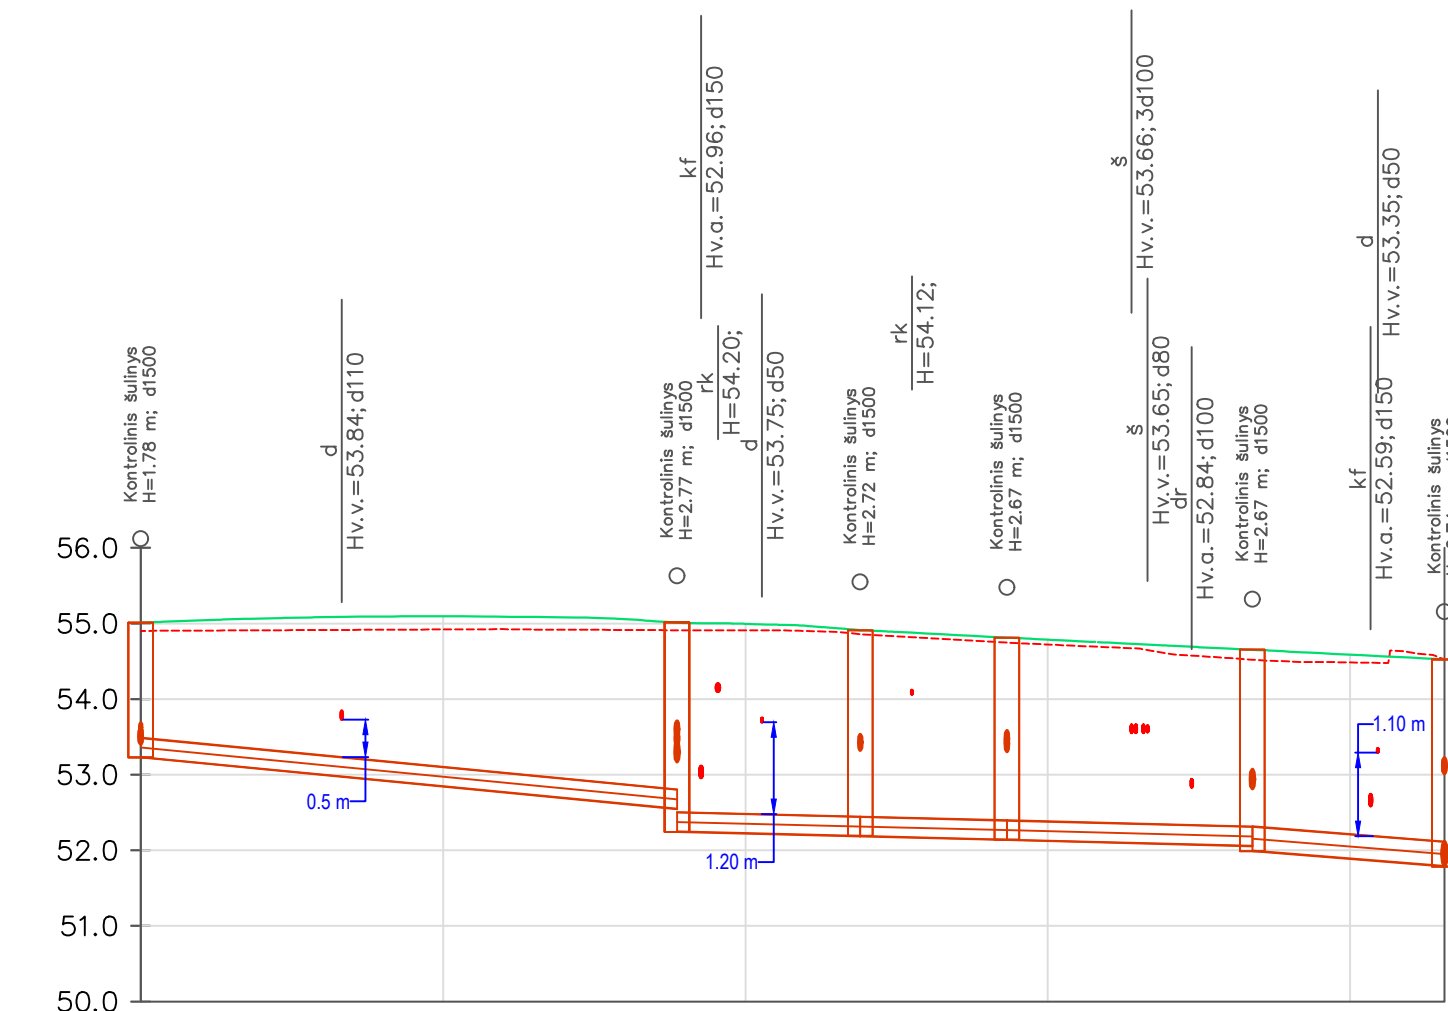 Kontrolinis šulinys
H=1.78 m; d1500
d
Hv.v.=53.84; d110
Kontrolinis šulinys
H=2.77 m; d1500
kf
Hv.a.=52.96; d150
rk
H=54.20;
d
Hv.v.=53.75; d50
Kontrolinis šulinys
H=2.72 m; d1500
rk
H=54.12;
Kontrolinis šulinys
H=2.67 m; d1500
š
Hv.v.=53.66; 3d100
š
Hv.v.=53.65; d80
dr
Hv.a.=52.84; d100
Kontrolinis šulinys
H=2.67 m; d1500
kf
Hv.a.=52.59; d150
d
Hv.v.=53.35; d50
Kontrolinis šulinys
56.0
55.0
54.0
53.0
52.0
51.0
50.0
0.5 m
1.20 m
1.10 m